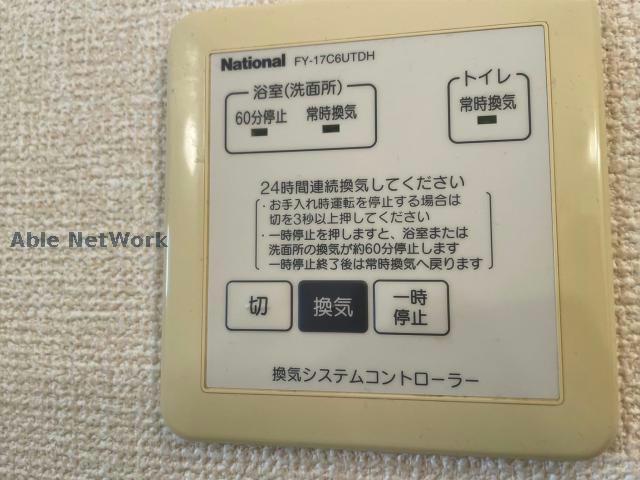 National FY-17C6UTDH
浴室(洗面所)
トイレ
60分停止 常時換気
常時換気
24時間連続換気してください
・お手入れ時運転を停止する場合は
切を3秒以上押してください
・一時停止を押しますと、浴室または
洗面所の換気が約60分停止します
一時停止終了後は常時換気へ戻ります
Able NetWork
切 換気 一時
停止
換気システムコントローラー